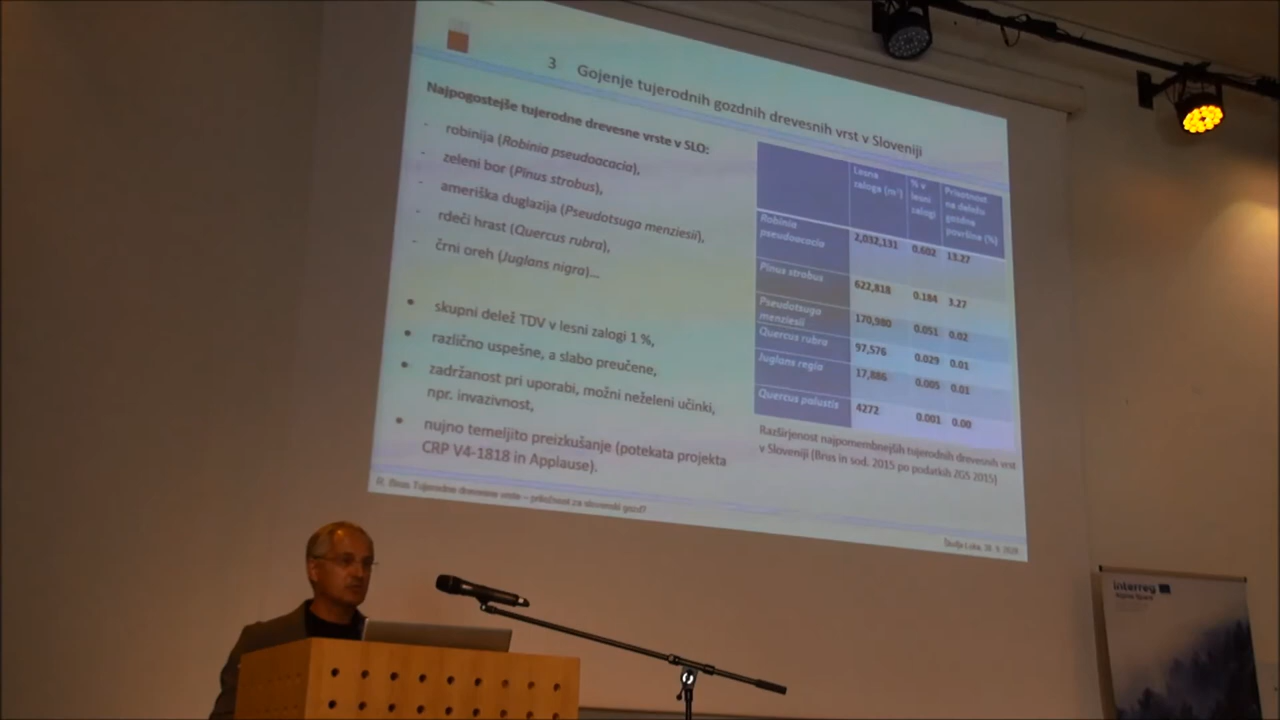 3 Gojenje tujerodnih gozdnih drevesnih vrst v Sloveniji
Najpogostejše tujerodne drevesne vrste v SLO:
- robinija (Robinia pseudoacacia),
- zeleni bor (Pinus strobus),
- ameriška duglazija (Pseudotsuga menziesii),
- rdeči hrast (Quercus rubra),
- črni oreh (Juglans nigra)...
• skupni delež TDV v lesni zalogi 1 %,
• različno uspešne, a slabo preučene,
• zadržanost pri uporabi, možni neželeni učinki,
npr. invazivnost,
• nujno temeljito preizkušanje (potekata projekta
CRP V4-1818 in Applause).
Lesna zaloga (m³) % v lesni zalogi Prisotnost na deležu gozdne površine (%)
Robinia pseudoacacia 2,032,131 0.602 13.27
Pinus strobus 622,818 0.184 3.27
Pseudotsuga menziesii 170,980 0.051 0.02
Quercus rubra 97,576 0.029 0.01
Juglans regia 17,886 0.005 0.01
Quercus palustis 4272 0.001 0.00
Razširjenost najpomembnejših tujerodnih drevesnih vrst
v Sloveniji (Brus in sod. 2015 po podatkih ZGS 2015)
R. Brus: Tujerodne drevesne vrste – priložnost za slovenski gozd?
Interreg
Alpine Space